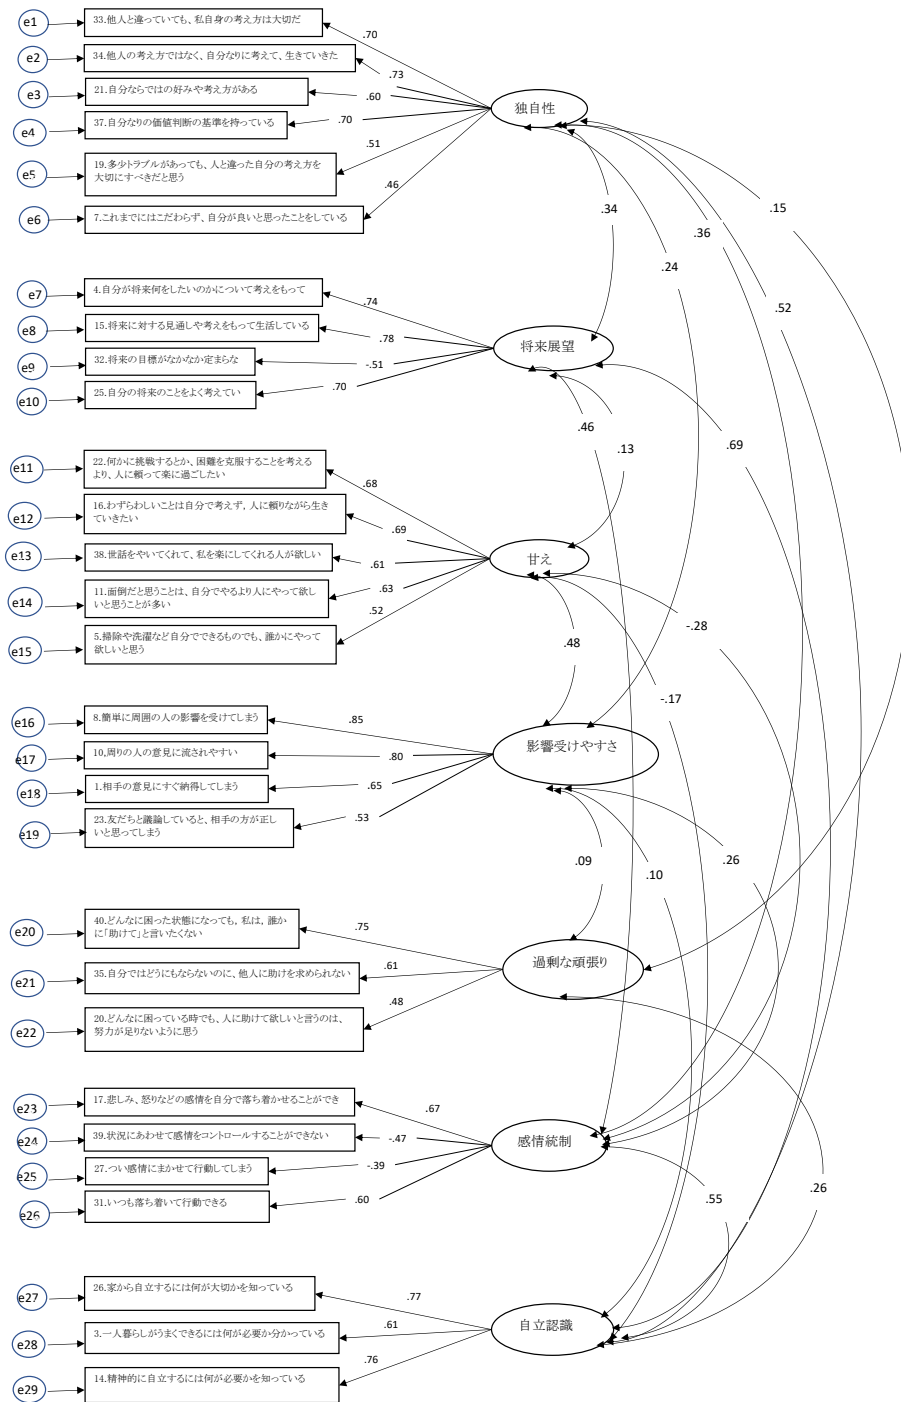 e1
33.他人と違っていても、私自身の考え方は大切だ
.70
e2
34.他人の考え方ではなく、自分なりに考えて、生きていきた
.73
e3
21.自分ならではの好みや考え方がある
.60
独自性
e4
37.自分なりの価値判断の基準を持っている
.70
e5
19.多少トラブルがあっても、人と違った自分の考え方を
大切にすべきだと思う
.51
e6
7.これまでにはこだわらず、自分が良いと思ったことをしている
.46
.34
.24
.36
.15
.52
e7
4.自分が将来何をしたいのかについて考えをもって
.74
e8
15.将来に対する見通しや考えをもって生活している
.78
将来展望
e9
32.将来の目標がなかなか定まらな
-.51
e10
25.自分の将来のことをよく考えてい
.70
.46
.13
.69
e11
22.何かに挑戦するとか、困難を克服することを考える
より、人に頼って楽に過ごしたい
.68
e12
16.わずらわしいことは自分で考えず, 人に頼りながら生き
ていきたい
.69
e13
38.世話をやいてくれて、私を楽にしてくれる人が欲しい
.61
甘え
e14
11.面倒だと思うことは、自分でやるより人にやって欲し
いと思うことが多い
.63
e15
5.掃除や洗濯など自分でできるものでも、誰かにやって
欲しいと思う
.52
.48
-.28
-.17
e16
8.簡単に周囲の人の影響を受けてしまう
.85
e17
10,周りの人の意見に流されやすい
.80
影響受けやすさ
e18
1.相手の意見にすぐ納得してしまう
.65
e19
23.友だちと議論していると、相手の方が正し
いと思ってしまう
.53
.09
.10
.26
e20
40.どんなに困った状態になっても, 私は, 誰か
に「助けて」と言いたくない
.75
e21
35.自分ではどうにもならないのに、他人に助けを求められない
.61
過剰な頑張り
e22
20.どんなに困っている時でも、人に助けて欲しいと言うのは、
努力が足りないように思う
.48
e23
17.悲しみ、怒りなどの感情を自分で落ち着かせることができ
.67
e24
39.状況にあわせて感情をコントロールすることができない
-.47
感情統制
e25
27.つい感情にまかせて行動してしまう
-.39
e26
31.いつも落ち着いて行動できる
.60
.55
.26
e27
26.家から自立するには何が大切かを知っている
.77
e28
3.一人暮らしがうまくできるには何が必要か分かっている
.61
自立認識
e29
14.精神的に自立するには何が必要かを知っている
.76